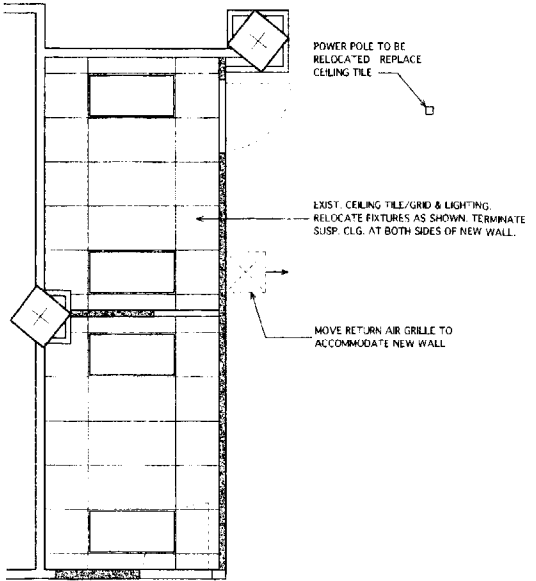 POWER POLE TO BE
RELOCATED REPLACE
CEILING TILE
EXIST. CEILING TILE/GRID & LIGHTING.
RELOCATE FIXTURES AS SHOWN. TERMINATE
SUSP. CLG. AT BOTH SIDES OF NEW WALL.
MOVE RETURN AIR GRILLE TO
ACCOMMODATE NEW WALL